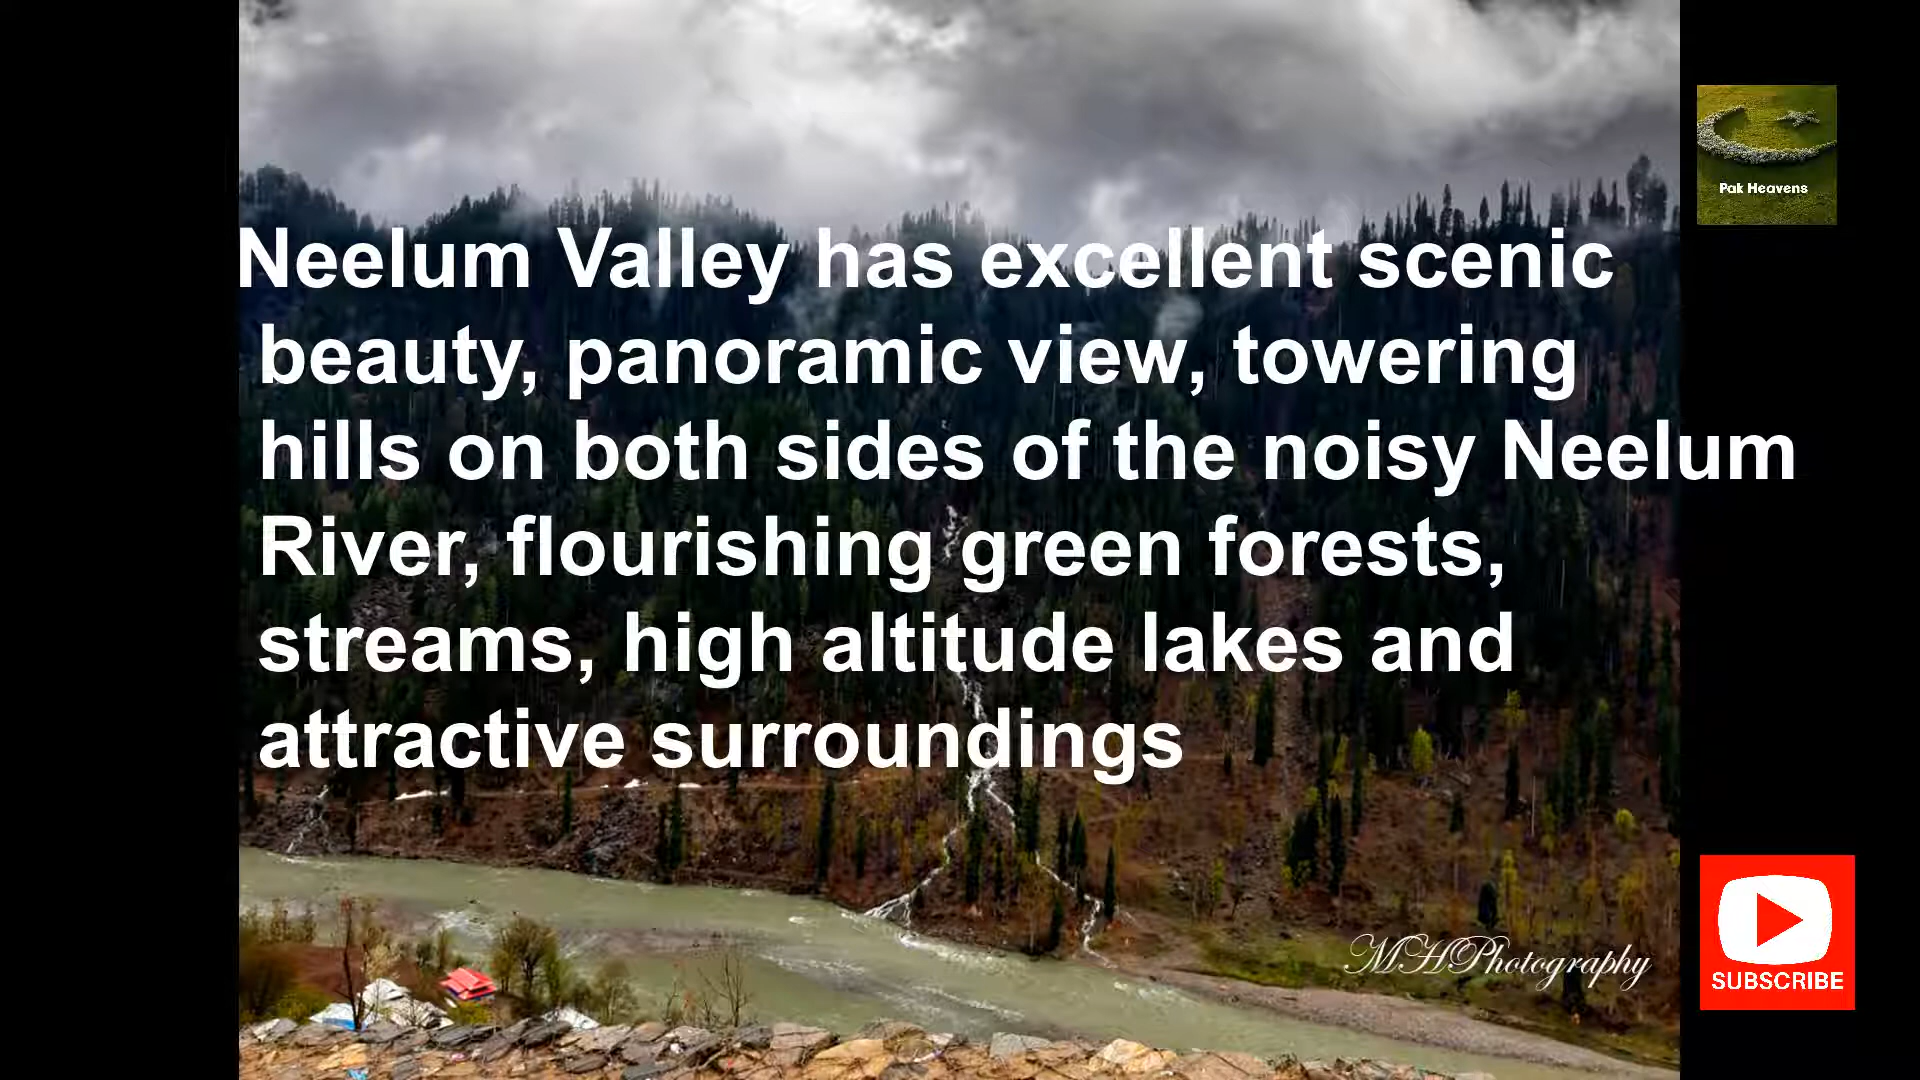 Pak Heavens
Neelum Valley has excellent scenic
beauty, panoramic view, towering
hills on both sides of the noisy Neelum
River, flourishing green forests,
streams, high altitude lakes and
attractive surroundings
MHPhotography
SUBSCRIBE